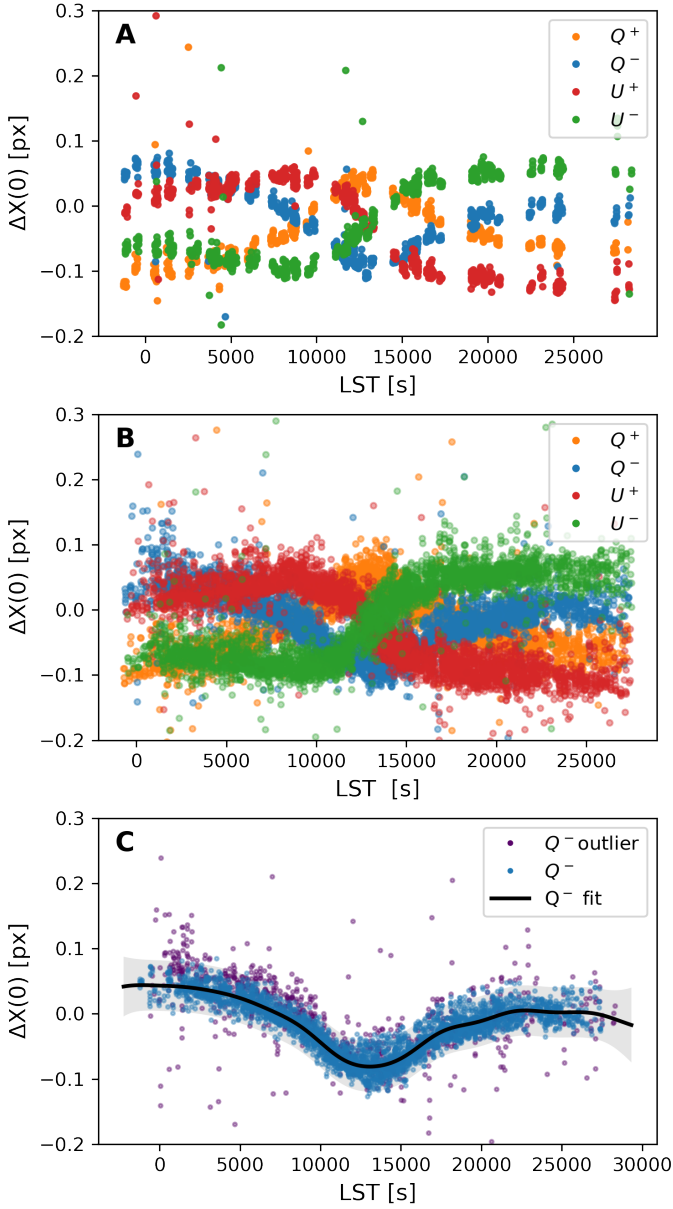 A
0.3
0.2
0.1
0.0
−0.1
−0.2
ΔX(0) [px]
Q⁺
Q⁻
U⁺
U⁻
0 5000 10000 15000 20000 25000
LST [s]
B
0.3
0.2
0.1
0.0
−0.1
−0.2
ΔX(0) [px]
Q⁺
Q⁻
U⁺
U⁻
0 5000 10000 15000 20000 25000
LST [s]
C
0.3
0.2
0.1
0.0
−0.1
−0.2
ΔX(0) [px]
Q⁻outlier
Q⁻
Q⁻ fit
0 5000 10000 15000 20000 25000 30000
LST [s]